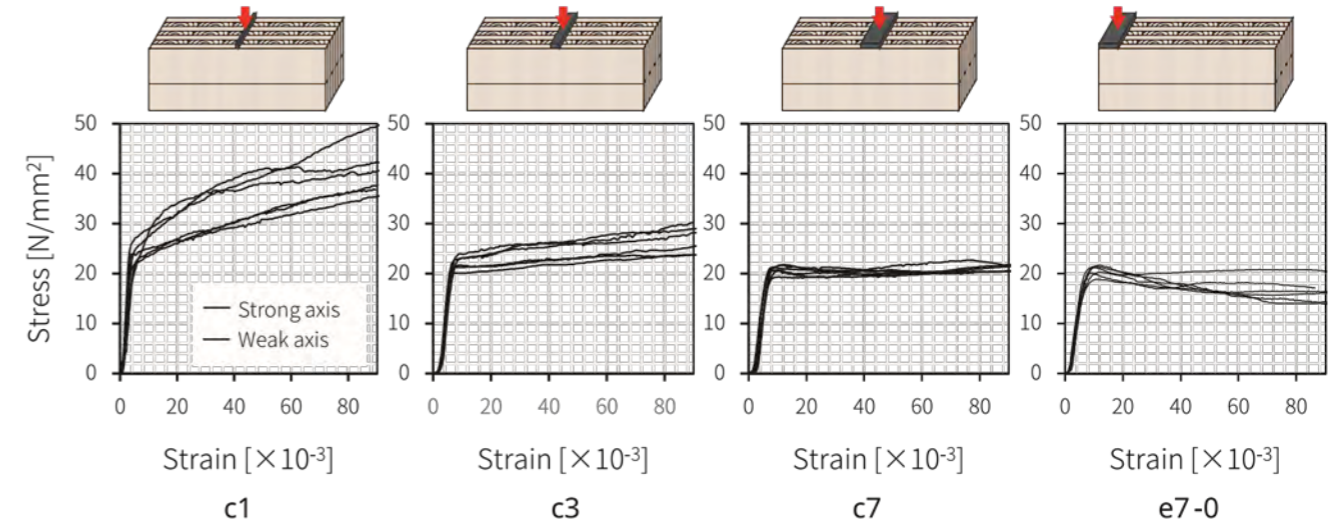 Stress [N/mm²]
50 50 50 50
40 40 40 40
30 30 30 30
20 20 20 20
10 10 10 10
0 0 0 0
Strong axis
Weak axis
0 20 40 60 80 0 20 40 60 80 0 20 40 60 80 0 20 40 60 80
Strain [×10⁻³] Strain [×10⁻³] Strain [×10⁻³] Strain [×10⁻³]
c1 c3 c7 e7-0